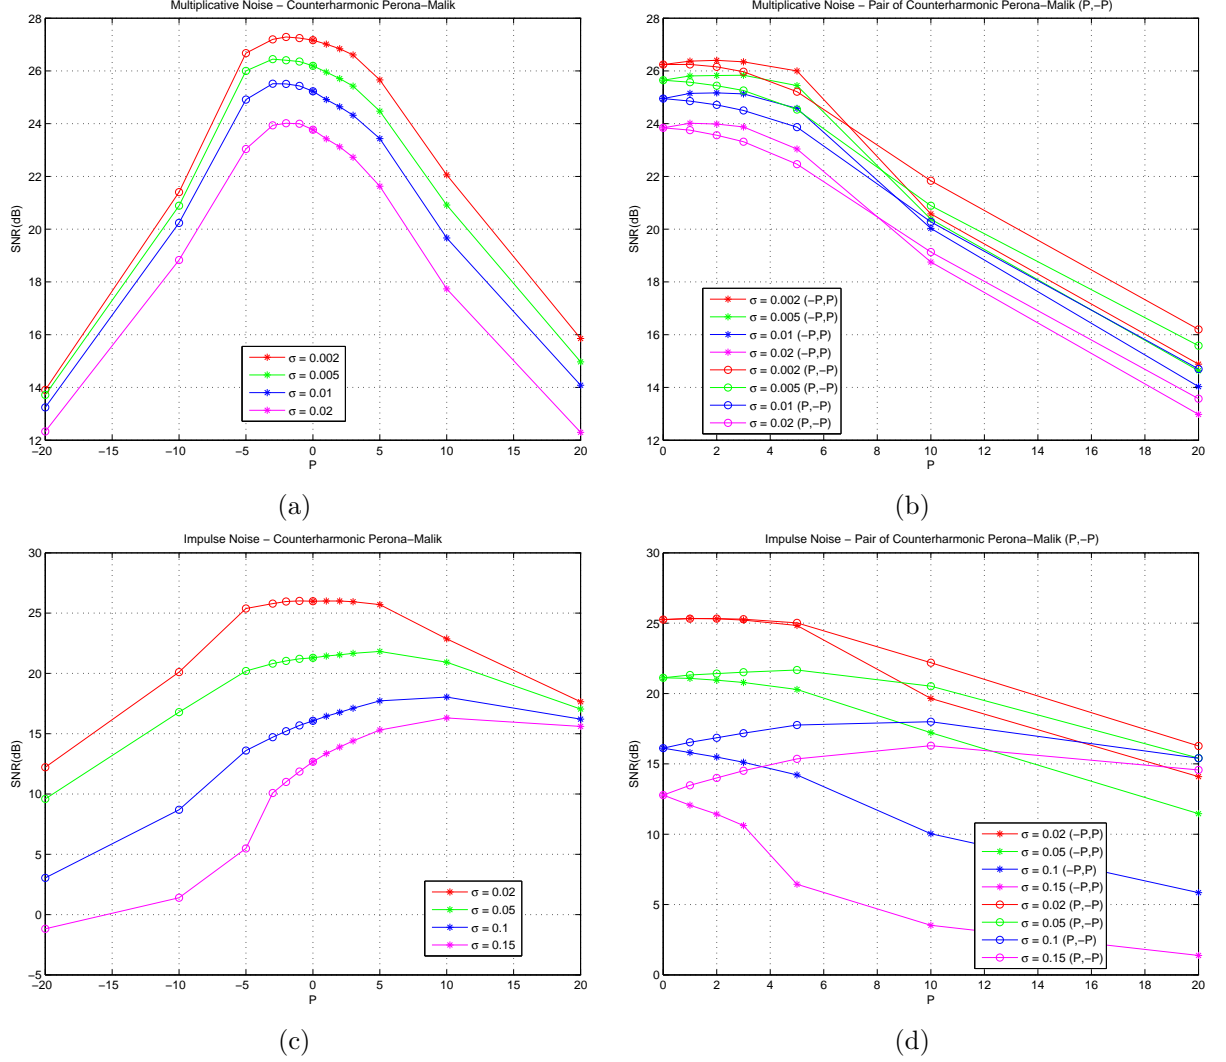 Multiplicative Noise − Counterharmonic Perona−Malik
28
26
24
22
20
18
16
14
12
SNR(dB)
−20 −15 −10 −5 0 5 10 15 20
P
σ = 0.002
σ = 0.005
σ = 0.01
σ = 0.02
(a)
Multiplicative Noise − Pair of Counterharmonic Perona−Malik (P,−P)
28
26
24
22
20
18
16
14
12
SNR(dB)
0 2 4 6 8 10 12 14 16 18 20
P
σ = 0.002 (−P,P)
σ = 0.005 (−P,P)
σ = 0.01 (−P,P)
σ = 0.02 (−P,P)
σ = 0.002 (P,−P)
σ = 0.005 (P,−P)
σ = 0.01 (P,−P)
σ = 0.02 (P,−P)
(b)
Impulse Noise − Counterharmonic Perona−Malik
30
25
20
15
10
5
0
−5
SNR(dB)
−20 −15 −10 −5 0 5 10 15 20
P
σ = 0.02
σ = 0.05
σ = 0.1
σ = 0.15
(c)
Impulse Noise − Pair of Counterharmonic Perona−Malik (P,−P)
30
25
20
15
10
5
0
SNR(dB)
0 2 4 6 8 10 12 14 16 18 20
P
σ = 0.02 (−P,P)
σ = 0.05 (−P,P)
σ = 0.1 (−P,P)
σ = 0.15 (−P,P)
σ = 0.02 (P,−P)
σ = 0.05 (P,−P)
σ = 0.1 (P,−P)
σ = 0.15 (P,−P)
(d)